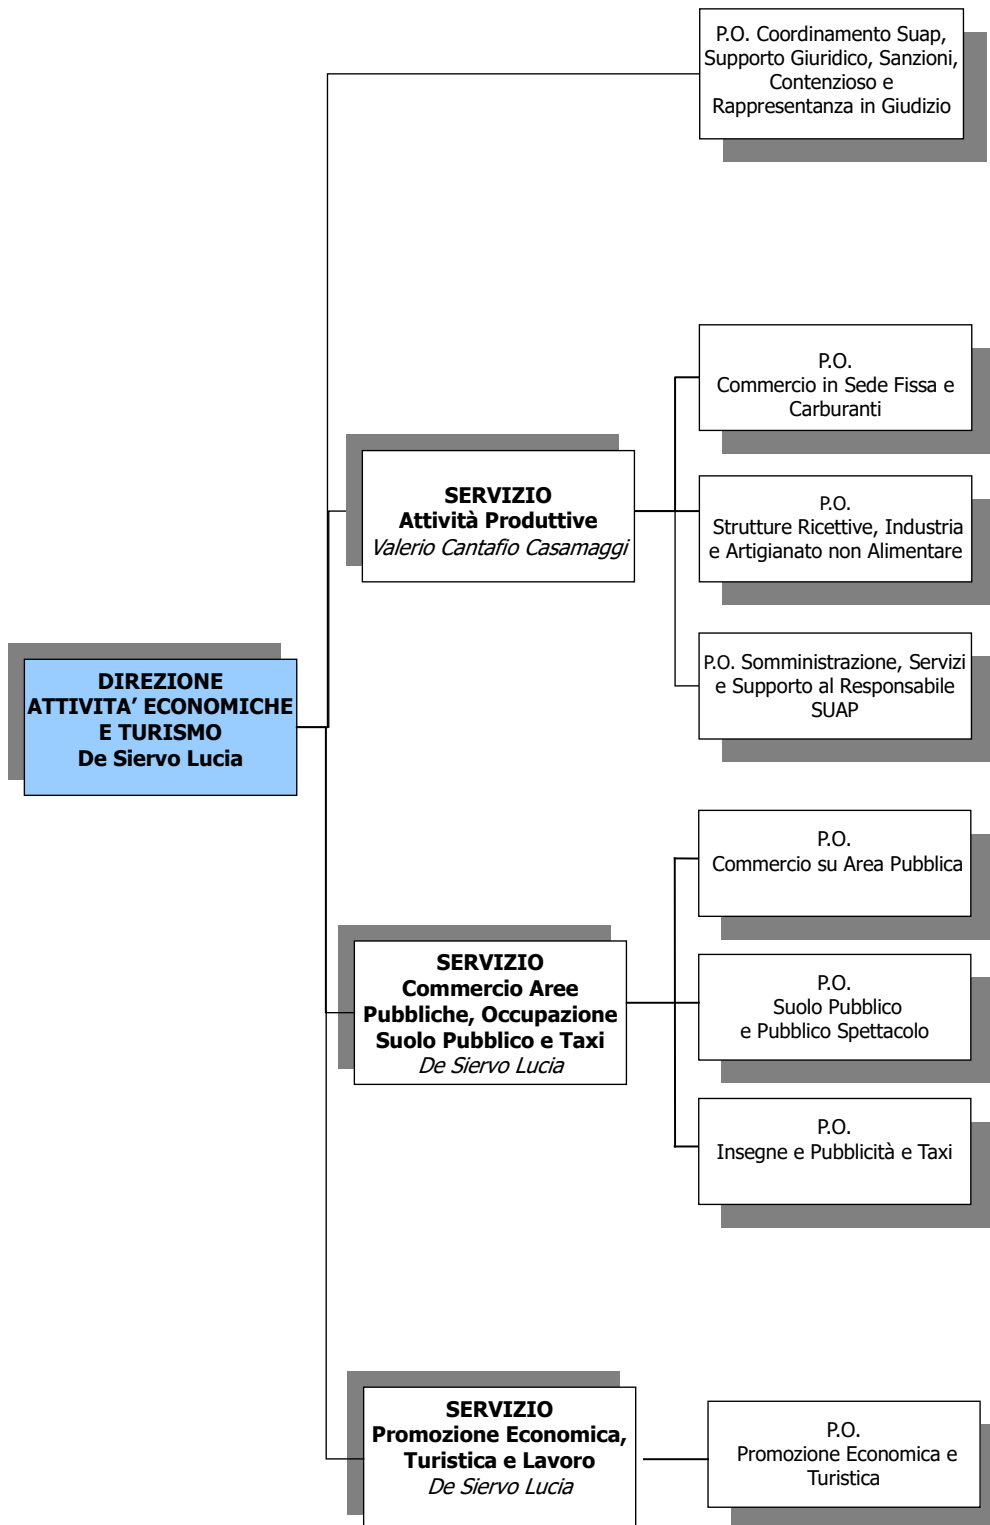 P.O. Coordinamento Suap,
Supporto Giuridico, Sanzioni,
Contenzioso e
Rappresentanza in Giudizio
P.O.
Commercio in Sede Fissa e
Carburanti
SERVIZIO
Attività Produttive
Valerio Cantafio Casamaggi
P.O.
Strutture Ricettive, Industria
e Artigianato non Alimentare
P.O. Somministrazione, Servizi
e Supporto al Responsabile
SUAP
DIREZIONE
ATTIVITA’ ECONOMICHE
E TURISMO
De Siervo Lucia
P.O.
Commercio su Area Pubblica
SERVIZIO
Commercio Aree
Pubbliche, Occupazione
Suolo Pubblico e Taxi
De Siervo Lucia
P.O.
Suolo Pubblico
e Pubblico Spettacolo
P.O.
Insegne e Pubblicità e Taxi
SERVIZIO
Promozione Economica,
Turistica e Lavoro
De Siervo Lucia
P.O.
Promozione Economica e
Turistica